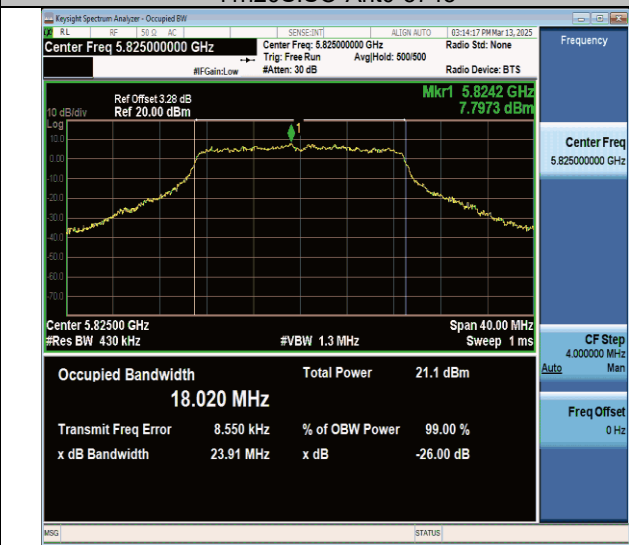 Keysight Spectrum Analyzer - Occupied BW
RL RF 50 Ω AC SENSE:INT ALIGN AUTO 03:14:17 PM Mar 13, 2025
Center Freq 5.825000000 GHz
Center Freq: 5.825000000 GHz
Radio Std: None
Trig: Free Run Avg|Hold: 500/500
#IFGain:Low #Atten: 30 dB Radio Device: BTS
Frequency
Mkr1 5.8242 GHz
7.7973 dBm
Ref Offset 3.28 dB
10 dB/div Ref 20.00 dBm
Log
10.0
0.00
-10.0
-20.0
-30.0
-40.0
-50.0
-60.0
-70.0
1
Center 5.82500 GHz Span 40.00 MHz
#Res BW 430 kHz #VBW 1.3 MHz Sweep 1 ms
Occupied Bandwidth Total Power 21.1 dBm
18.020 MHz
Transmit Freq Error 8.550 kHz % of OBW Power 99.00 %
x dB Bandwidth 23.91 MHz x dB -26.00 dB
Center Freq
5.825000000 GHz
CF Step
4.000000 MHz
Auto Man
Freq Offset
0 Hz
MSG STATUS